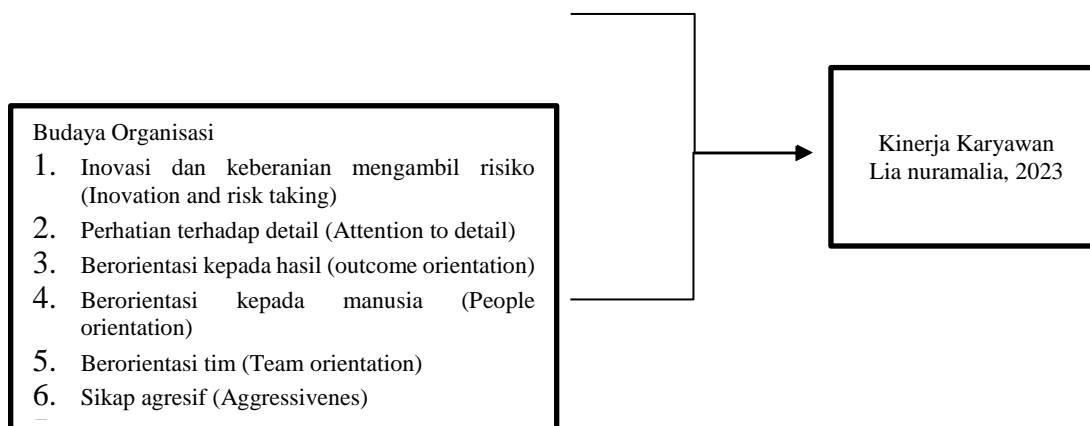 Budaya Organisasi
1. Inovasi dan keberanian mengambil risiko
(Inovation and risk taking)
2. Perhatian terhadap detail (Attention to detail)
3. Berorientasi kepada hasil (outcome orientation)
4. Berorientasi kepada manusia (People
orientation)
5. Berorientasi tim (Team orientation)
6. Sikap agresif (Aggressivenes)
Kinerja Karyawan
Lia nuramalia, 2023